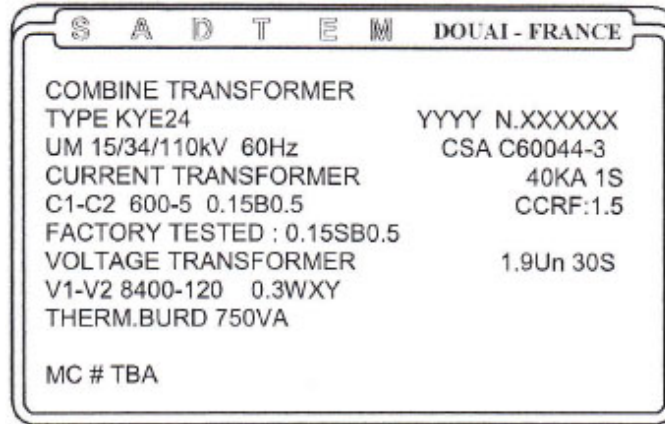 SADTEM DOUAI - FRANCE
COMBINE TRANSFORMER
TYPE KYE24 YYYY N.XXXXXX
UM 15/34/110kV 60Hz CSA C60044-3
CURRENT TRANSFORMER 40KA 1S
C1-C2 600-5 0.15B0.5 CCRF:1.5
FACTORY TESTED : 0.15SB0.5
VOLTAGE TRANSFORMER 1.9Un 30S
V1-V2 8400-120 0.3WXY
THERM.BURD 750VA
MC # TBA